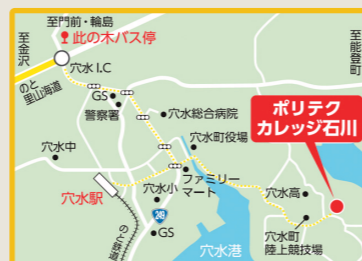 至門前・輪島
此の木バス停
至金沢
穴水I.C
のと
里山海道
至能登町
GS
警察署
穴水総合病院
ポリテク
カレッジ石川
穴水町役場
穴水中
ファミリー
マート
穴水駅
穴水小
穴水高
249
GS
のと鉄道
穴水港
穴水町
陸上競技場